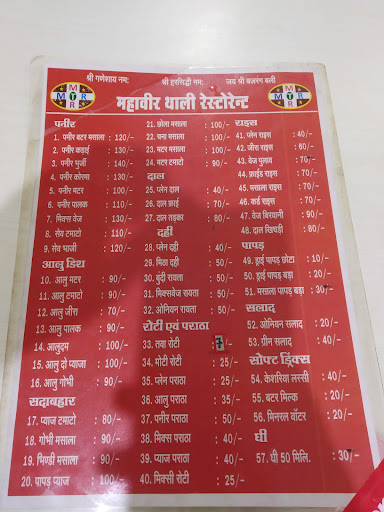 श्री गणेशाय नमः श्री हरसिद्धी नमः जय श्री बजरंग बली
M M R R
T
महावीर थाली रेस्टोरेन्ट
M M R R
T
पनीर
1. पनीर बटर मसाला : 120/-
2. पनीर कड़ाई : 130/-
3. पनीर भुर्जी : 140/-
4. पनीर कोरमा : 130/-
5. पनीर मटर : 100/-
6. पनीर पालक : 110/-
7. मिक्स वेज : 130/-
8. सेव टमाटो : 110/-
9. सेव भाजी : 120/-
आलु डिश
10. आलु मटर : 90/-
11. आलु टमाटो : 90/-
12. आलु जीरा : 70/-
13. आलु पालक : 90/-
14. आलुदम : 100/-
15. आलु दो प्याजा : 100/-
16. आलु गोभी : 90/-
सदाबहार
17. प्याज टमाटो : 80/-
18. गोभी मसाला : 90/-
19. भिण्डी मसाला : 90/-
20. पापड़ प्याज : 100/-
21. छोला मसाला : 100/-
22. चना मसाला : 100/-
23. मटर मसाला : 100/-
24. मटर टमाटो : 90/-
दाल
25. प्लेन दाल : 40/-
26. दाल फ्राई : 70/-
27. दाल तड़का : 80/-
दही
28. प्लेन दही : 40/-
29. मिठा दही : 50/-
30. बुंदी रायता : 50/-
31. मिक्सवेज रायता : 50/-
32. ओनियन रायता : 50/-
रोटी एवं पराठा
33. तवा रोटी : 7/-
34. मोटी रोटी : 25/-
35. प्लेन पराठा : 25/-
36. आलु पराठा : 35/-
37. पनीर पराठा : 50/-
38. मिक्स पराठा : 40/-
39. प्याज पराठा : 40/-
40. मिक्सी रोटी : 25/-
राइस
41. प्लेन राइस : 40/-
42. जीरा राइस : 60/-
43. वेज पुलाव : 70/-
44. फ्राईड राइस : 70/-
45. मसाला राइस : 70/-
46. कर्ड राइस : 70/-
47. वेज बिरयानी : 90/-
48. दाल खिचड़ी : 80/-
पापड़
49. ड्राई पापड़ छोटा : 10/-
50. ड्राई पापड़ बड़ा : 20/-
51. मसाला पापड़ बड़ा : 30/-
सलाद
52. ओनियन सलाद : 20/-
53. ग्रीन सलाद : 40/-
सौफ्ट ड्रिंक्स
54. केशरिया लस्सी : 40/-
55. बटर मिल्क : 20/-
56. मिनरल वॉटर : 20/-
घी
57. घी 50 मिलि. : 30/-